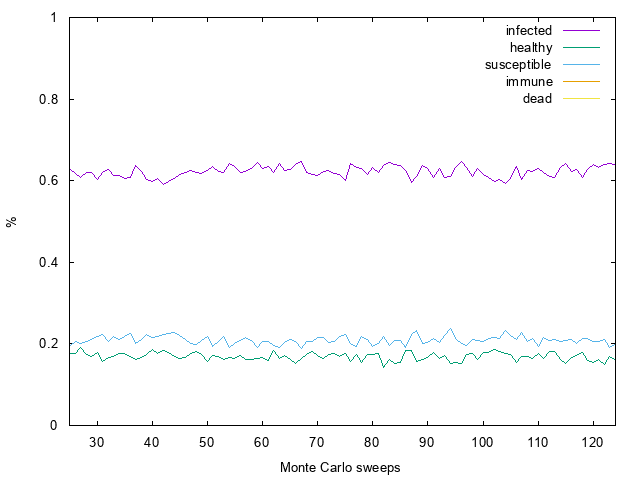 1
0.8
0.6
0.4
0.2
0
%
30 40 50 60 70 80 90 100 110 120
Monte Carlo sweeps
infected
healthy
susceptible
immune
dead